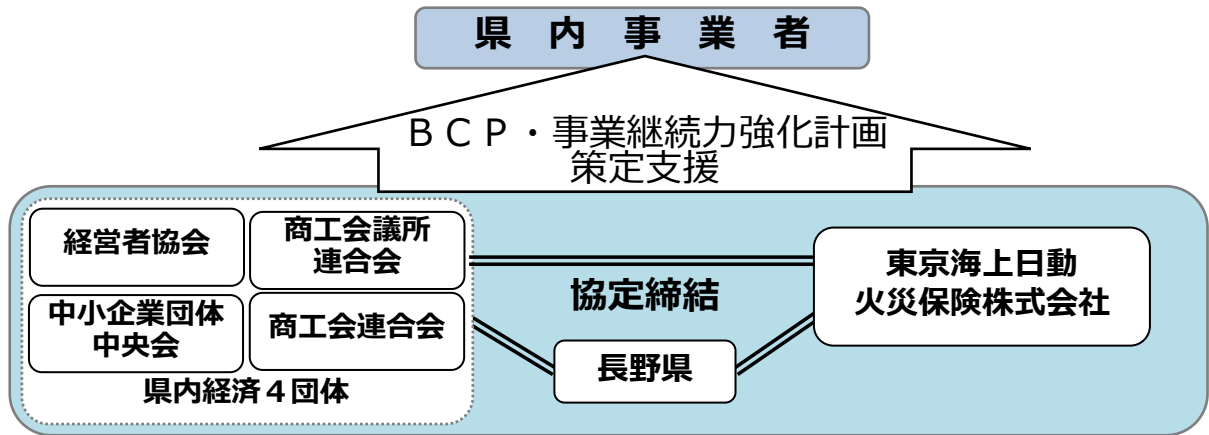 県内事業者
ＢＣＰ・事業継続力強化計画
策定支援
経営者協会
商工会議所
連合会
中小企業団体
中央会
商工会連合会
県内経済４団体
協定締結
長野県
東京海上日動
火災保険株式会社